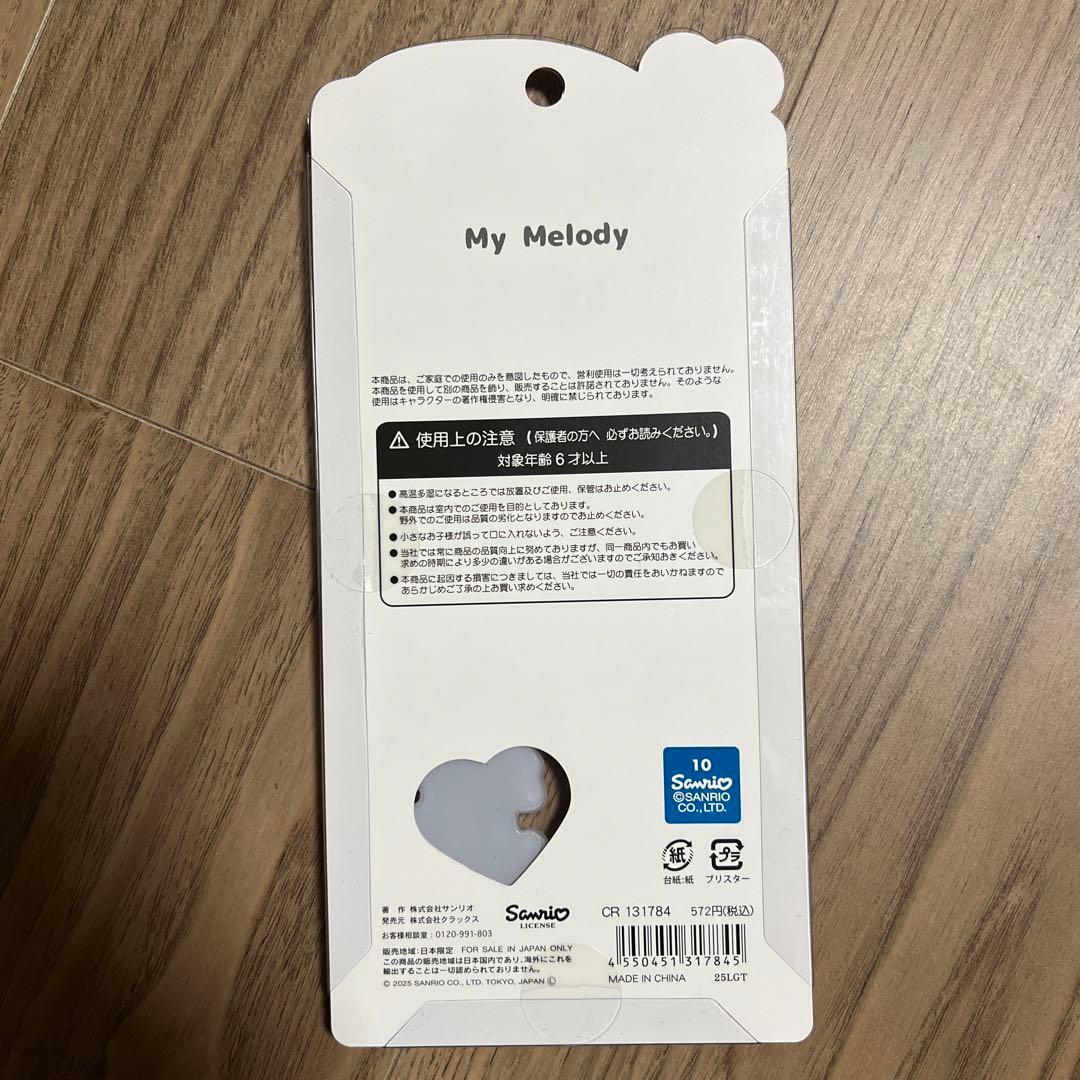 My Melody
本商品は、ご家庭での使用のみを意図したもので、営利使用は一切考えられておりません。
本商品を使用して別の商品を飾り、販売することは許諾されておりません。そのような
使用はキャラクターの著作権侵害となり、明確に禁じられております。
⚠ 使用上の注意 (保護者の方へ 必ずお読みください。)
対象年齢6才以上
●高温多湿になるところでは放置及びご使用、保管はお止めください。
●本商品は室内でのご使用を目的としております。
野外でのご使用は品質の劣化となりますのでお止めください。
●小さなお子様が誤って口に入れないよう、ご注意ください。
●当社では常に商品の品質向上に努めておりますが、同一商品内でもお買い
求めの時期により多少の違いがある場合がございますのでご承知おきください。
●本商品に起因する損害につきましては、当社では一切の責任をおいかねますので
あらかじめご了承の上お買い求めください。
10
Sanrio
©SANRIO
CO., LTD.
紙
プラ
台紙:紙
ブリスター
著 作 株式会社サンリオ
発売元 株式会社クラックス
Sanrio
LICENSE
お客様相談室:0120-991-803
CR 131784 572円(税込)
販売地域:日本限定 FOR SALE IN JAPAN ONLY
この商品の販売地域は日本国内であり、海外にこれを
輸出することは一切認められておりません。
© 2025 SANRIO CO., LTD. TOKYO, JAPAN Ⓛ
4 550451 317845
MADE IN CHINA 25LGT